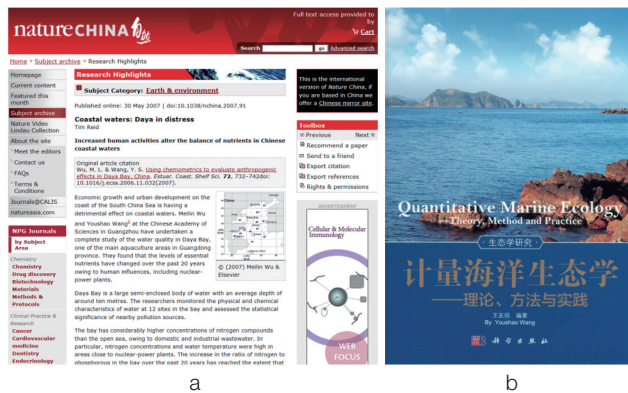 nature CHINA
Full text access provided to
by
Cart
Search go Advanced search
Home > Subject archive > Research Highlights
Homepage
Current content
Featured this
month
Subject archive
Nature Video
Lindau Collection
About the site
Meet the editors
Contact us
FAQs
Terms &
Conditions
Journals@CALIS
natureasia.com
NPG Journals
by Subject
Area
Chemistry
Chemistry
Drug discovery
Biotechnology
Materials
Methods &
Protocols
Clinical Practice &
Research
Cancer
Cardiovascular
medicine
Dentistry
Endocrinology
Research Highlights
Subject Category: Earth & environment
Published online: 30 May 2007 | doi:10.1038/nchina.2007.91
Coastal waters: Daya in distress
Tim Reid
Increased human activities alter the balance of nutrients in Chinese
coastal waters
Original article citation
Wu, M. L. & Wang, Y. S. Using chemometrics to evaluate anthropogenic
effects in Daya Bay, China. Estuar. Coast. Shelf Sci. 72, 732–742doi:
10.1016/j.ecss.2006.11.032(2007).
Economic growth and urban development on the
coast of the South China Sea is having a
detrimental effect on coastal waters. Meilin Wu
and Youshao Wang1 at the Chinese Academy of
Sciences in Guangzhou have undertaken a
complete study of the water quality in Daya Bay,
one of the main aquaculture areas in Guangdong
province. They found that the levels of essential
nutrients have changed over the past 20 years
owing to human influences, including nuclear-
power plants.
© (2007) Meilin Wu &
Elsevier
Daya Bay is a large semi-enclosed body of water with an average depth of
around ten metres. The researchers monitored the physical and chemical
characteristics of water at 12 sites in the bay and assessed the statistical
significance of nearby pollution sources.
The bay has considerably higher concentrations of nitrogen compounds
than the open sea, owing to domestic and industrial wastewater. In
particular, nitrogen concentrations and water temperature were high in
areas close to nuclear-power plants. The increase in the ratio of nitrogen to
phosphorous in the bay over the past 20 years has reached the extent that
This is the international
version of Nature China, if
you are based in China we
offer a Chinese mirror site.
Toolbox
Previous Next
Recommend a paper
Send to a friend
Export citation
Export references
Rights & permissions
ADVERTISEMENT
Cellular & Molecular
Immunology
WEB
FOCUS
a
Quantitative Marine Ecology
—Theory, Method and Practice
·生态学研究·
计量海洋生态学
——理论、方法与实践
王友绍 编著
By Youshao Wang
科学出版社
b